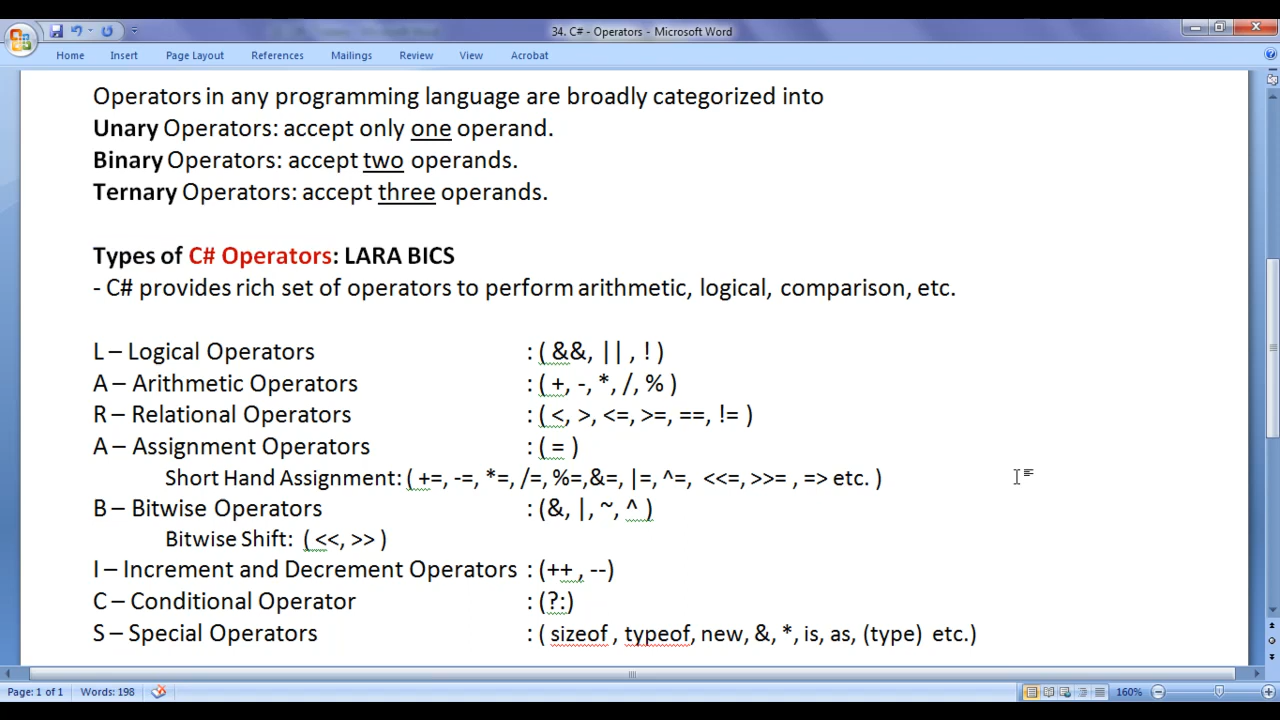 34. C# - Operators - Microsoft Word
Home Insert Page Layout References Mailings Review View Acrobat
Operators in any programming language are broadly categorized into
Unary Operators: accept only one operand.
Binary Operators: accept two operands.
Ternary Operators: accept three operands.
Types of C# Operators: LARA BICS
- C# provides rich set of operators to perform arithmetic, logical, comparison, etc.
L – Logical Operators : ( &&, || , ! )
A – Arithmetic Operators : ( +, -, *, /, % )
R – Relational Operators : ( <, >, <=, >=, ==, != )
A – Assignment Operators : ( = )
Short Hand Assignment: ( +=, -=, *=, /=, %=,&=, |=, ^=, <<=, >>= , => etc. )
B – Bitwise Operators : (&, |, ~, ^ )
Bitwise Shift: ( <<, >> )
I – Increment and Decrement Operators : (++ , --)
C – Conditional Operator : (?:)
S – Special Operators : ( sizeof , typeof, new, &, *, is, as, (type) etc.)
Page: 1 of 1 Words: 198 160%